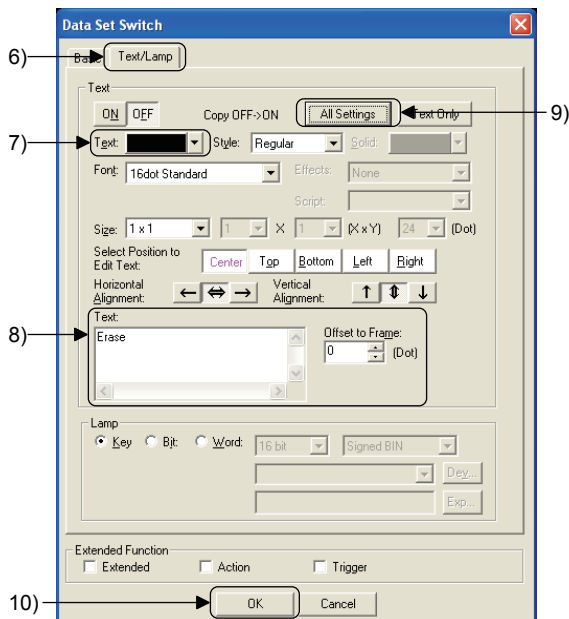 Data Set Switch
6)
Basic Text/Lamp
Text
ON OFF Copy OFF->ON All Settings Text Only 9)
7) Text: Style: Regular Solid:
Font: 16dot Standard Effects: None
Script:
Size: 1 x 1 1 X 1 (X x Y) 24 (Dot)
Select Position to
Edit Text: Center Top Bottom Left Right
Horizontal
Alignment: ← ⇔ → Vertical
Alignment: ↑ ⇕ ↓
8) Text:
Erase
Offset to Frame:
0 (Dot)
Lamp
Key Bit: Word: 16 bit Signed BIN
Dev...
Exp...
Extended Function
Extended Action Trigger
10) OK Cancel